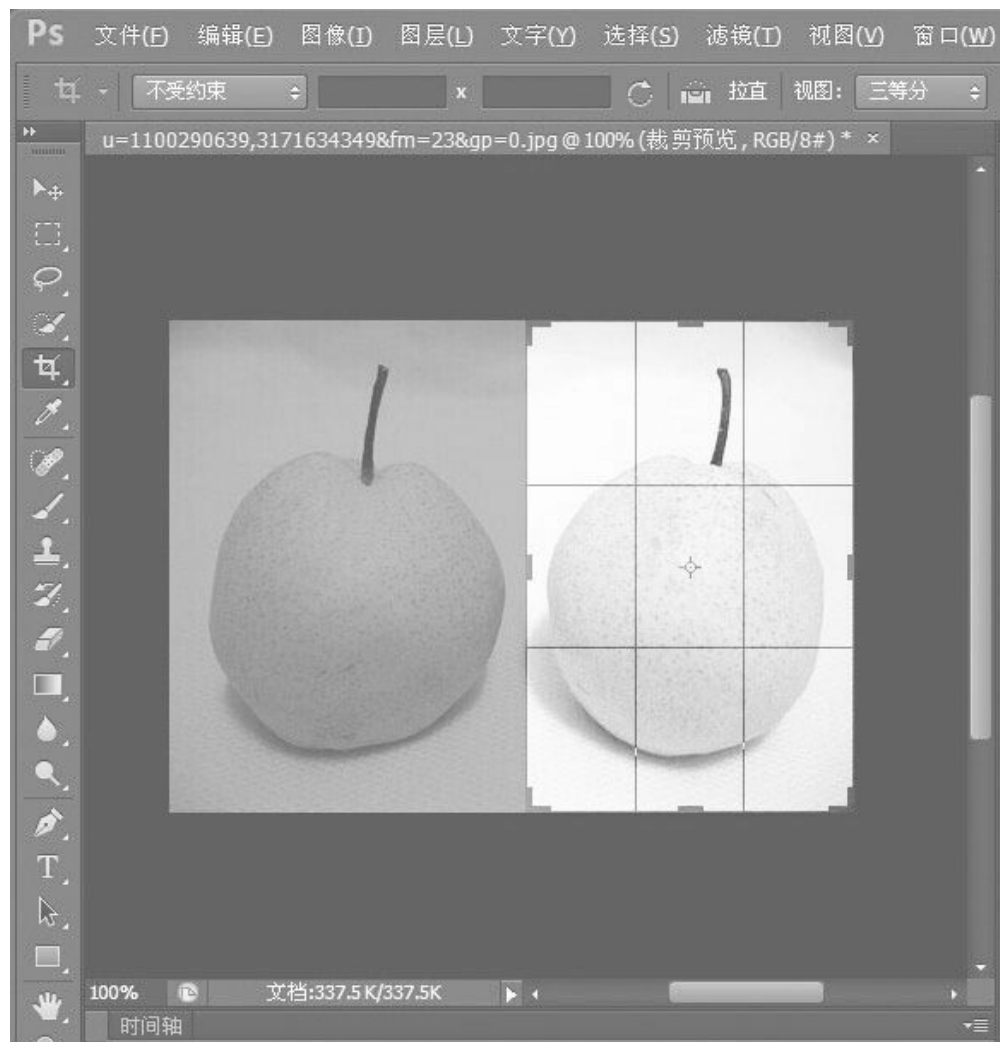 Ps 文件(F) 编辑(E) 图像(I) 图层(L) 文字(Y) 选择(S) 滤镜(T) 视图(V) 窗口(W)
不受约束 x 拉直 视图: 三等分
u=1100290639,3171634349&fm=23&gp=0.jpg @ 100% (裁剪预览, RGB/8#) * ×
T
100% 文档:337.5 K/337.5K
时间轴